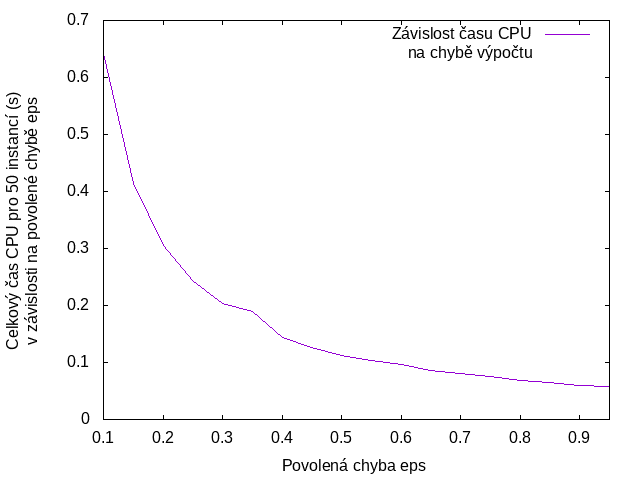 0.7
0.6
0.5
0.4
0.3
0.2
0.1
0
0.1 0.2 0.3 0.4 0.5 0.6 0.7 0.8 0.9
Celkový čas CPU pro 50 instancí (s)
v závislosti na povolené chybě eps
Povolená chyba eps
Závislost času CPU
na chybě výpočtu